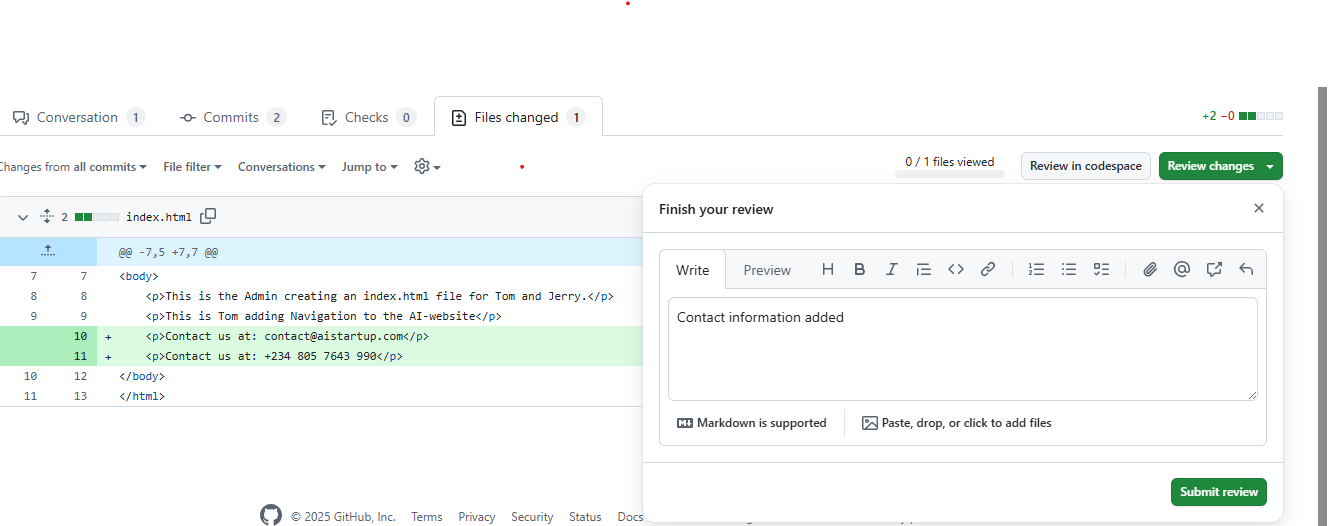 Conversation 1 Commits 2 Checks 0 Files changed 1 +2 −0
Changes from all commits File filter Conversations Jump to 0 / 1 files viewed Review in codespace Review changes
2 index.html
@@ -7,5 +7,7 @@
7 7 <body>
8 8 <p>This is the Admin creating an index.html file for Tom and Jerry.</p>
9 9 <p>This is Tom adding Navigation to the AI-website</p>
10 + <p>Contact us at: contact@aistartup.com</p>
11 + <p>Contact us at: +234 805 7643 990</p>
10 12 </body>
11 13 </html>
Finish your review
Write Preview
Contact information added
Markdown is supported Paste, drop, or click to add files
Submit review
© 2025 GitHub, Inc. Terms Privacy Security Status Docs